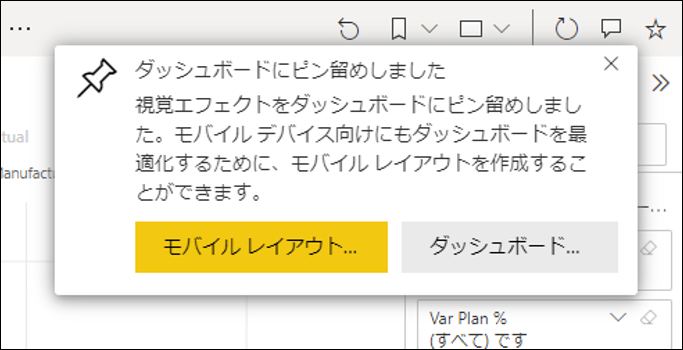 ダッシュボードにピン留めしました
視覚エフェクトをダッシュボードにピン留めしまし
た。モバイル デバイス向けにもダッシュボードを最
適化するために、モバイル レイアウトを作成するこ
とができます。
tual
Manufactu
モバイル レイアウト...
ダッシュボード...
ー...
Var Plan %
(すべて) です